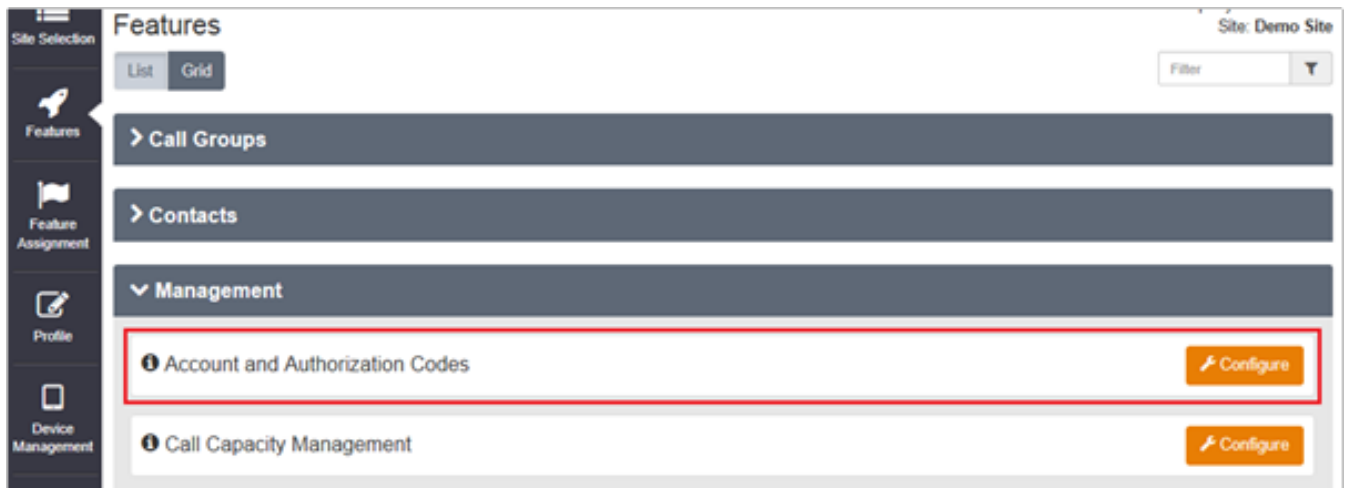 Site Selection
Features
Site: Demo Site
List
Grid
Filter
Features
Call Groups
Feature
Assignment
Contacts
Management
Profile
Account and Authorization Codes
Configure
Device
Management
Call Capacity Management
Configure